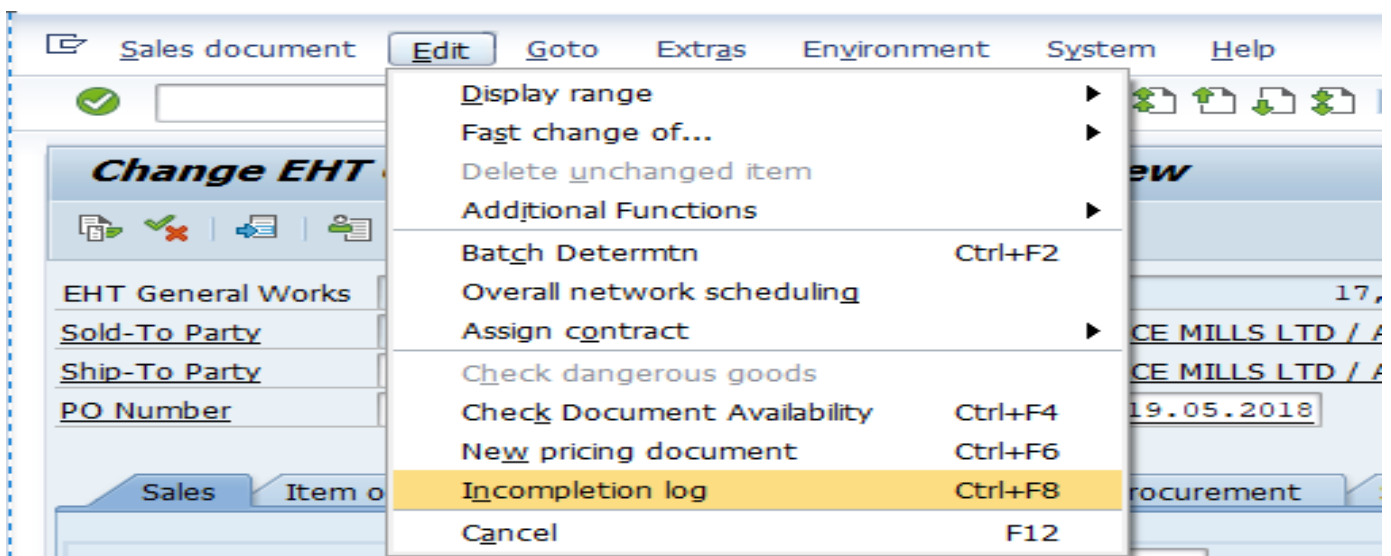 Sales document Edit Goto Extras Environment System Help
Display range
Fast change of...
Change EHT
Delete unchanged item
Additional Functions
Batch Determtn Ctrl+F2
EHT General Works Overall network scheduling 17,
Sold-To Party Assign contract CE MILLS LTD / A
Ship-To Party Check dangerous goods CE MILLS LTD / A
PO Number Check Document Availability Ctrl+F4 19.05.2018
New pricing document Ctrl+F6
Sales Item o Incompletion log Ctrl+F8 rocurement
Cancel F12